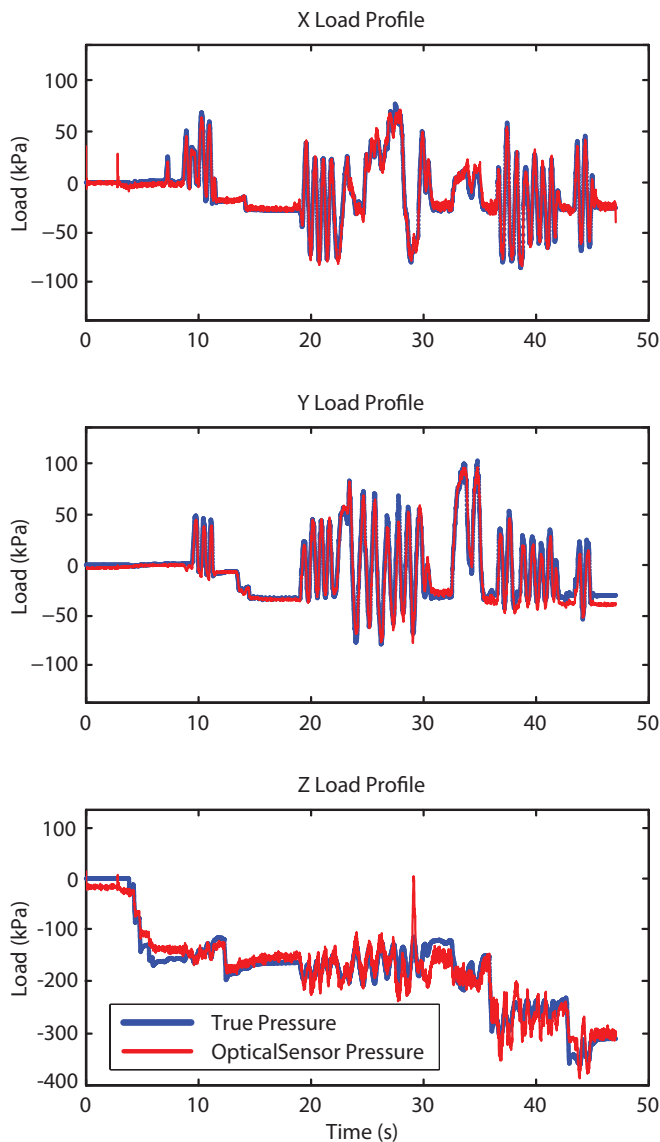 X Load Profile
100
50
0
−50
−100
Load (kPa)
0 10 20 30 40 50
Y Load Profile
100
50
0
−50
−100
Load (kPa)
0 10 20 30 40 50
Z Load Profile
100
0
-100
-200
-300
-400
Load (kPa)
True Pressure
OpticalSensor Pressure
0 10 20 30 40 50
Time (s)